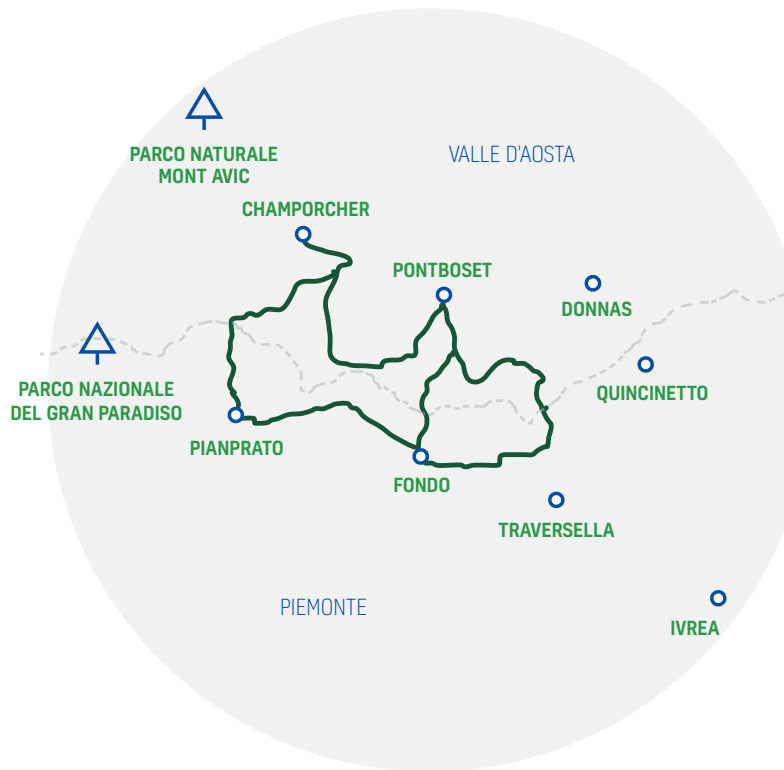 PARCO NATURALE
MONT AVIC
VALLE D'AOSTA
CHAMPORCHER
PONTBOSET
DONNAS
PARCO NAZIONALE
DEL GRAN PARADISO
QUINCINETTO
PIANPRATO
FONDO
TRAVERSELLA
PIEMONTE
IVREA